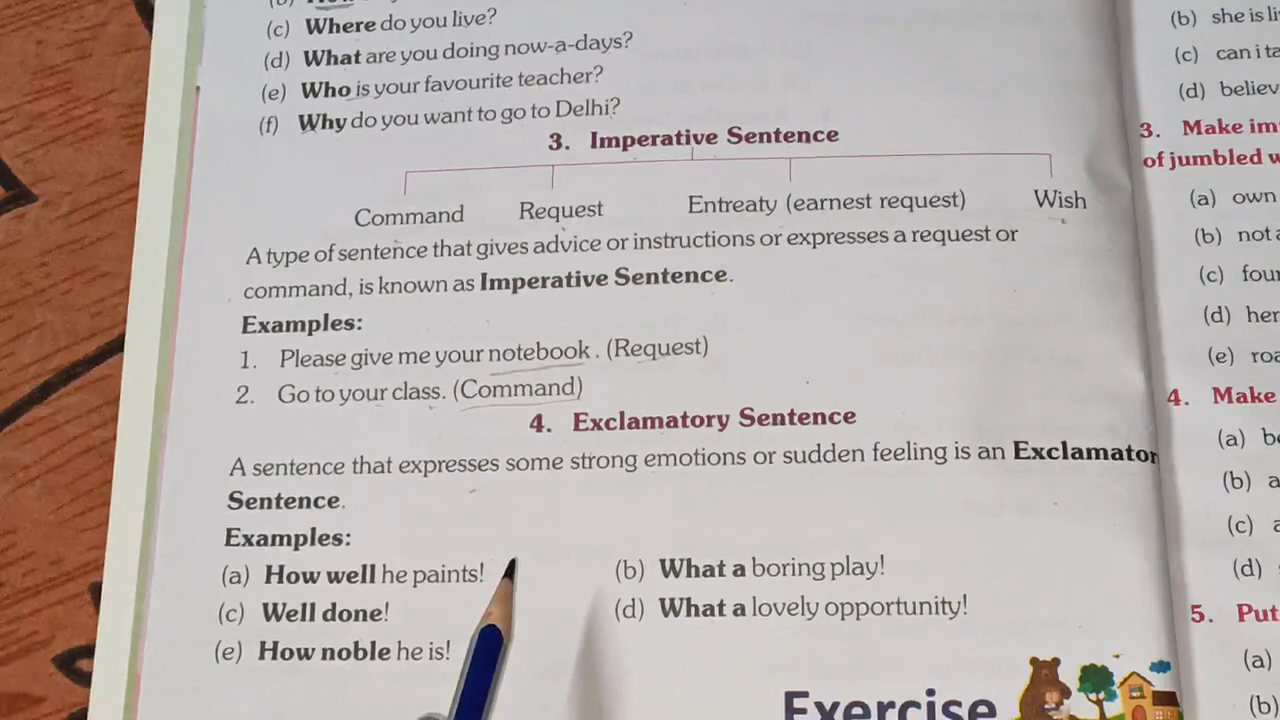 (c) Where do you live?
(d) What are you doing now-a-days?
(e) Who is your favourite teacher?
(f) Why do you want to go to Delhi?
3. Imperative Sentence
Command Request Entreaty (earnest request) Wish
A type of sentence that gives advice or instructions or expresses a request or
command, is known as Imperative Sentence.
Examples:
1. Please give me your notebook . (Request)
2. Go to your class. (Command)
4. Exclamatory Sentence
A sentence that expresses some strong emotions or sudden feeling is an Exclamator
Sentence.
Examples:
(a) How well he paints! (b) What a boring play!
(c) Well done! (d) What a lovely opportunity!
(e) How noble he is!
Exercise
(b) she is li
(c) can i ta
(d) believ
3. Make im
of jumbled w
(a) own
(b) not a
(c) four
(d) her
(e) roa
4. Make
(a) be
(b) a
(c)
(d)
5. Put
(a)
(b)